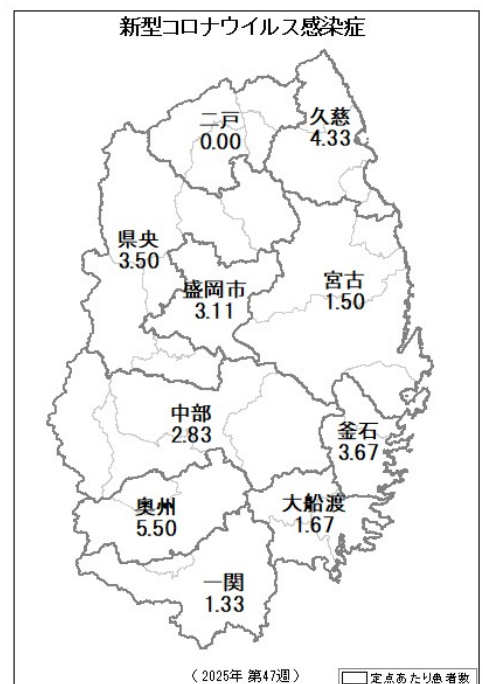 新型コロナウイルス感染症
二戸
0.00
久慈
4.33
県央
3.50
盛岡市
3.11
宮古
1.50
中部
2.83
釜石
3.67
奥州
5.50
大船渡
1.67
一関
1.33
（2025年 第47週）
定点あたり患者数